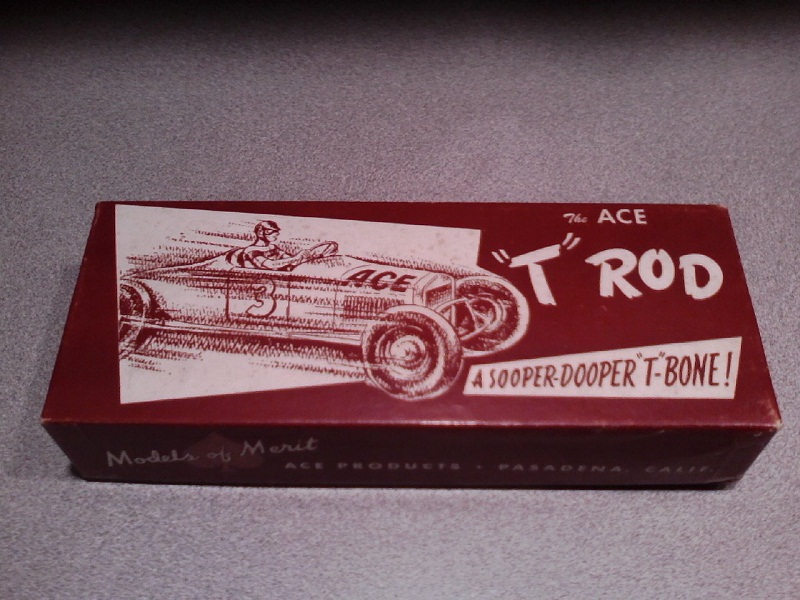 The ACE
"T" ROD
ACE
3
A SOOPER-DOOPER "T"-BONE!
Models of Merit
ACE PRODUCTS · PASADENA, CALIF.